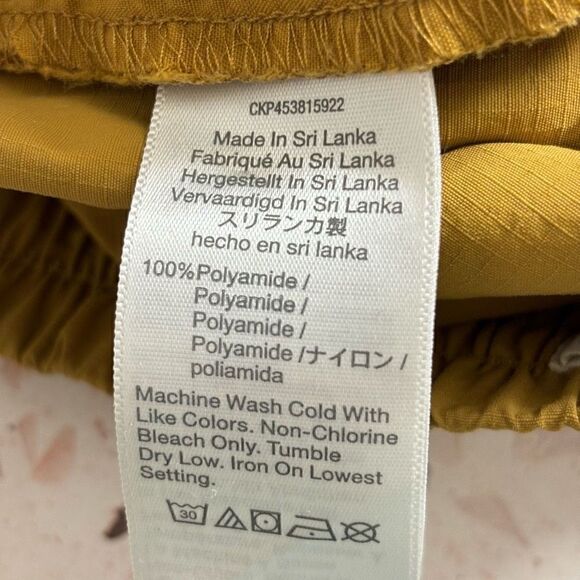 CKP453815922
Made In Sri Lanka
Fabriqué Au Sri Lanka
Hergestellt In Sri Lanka
Vervaardigd In Sri Lanka
スリランカ製
hecho en sri lanka
100%Polyamide /
Polyamide /
Polyamide /
Polyamide /ナイロン /
poliamida
Machine Wash Cold With
Like Colors. Non-Chlorine
Bleach Only. Tumble
Dry Low. Iron On Lowest
Setting.
30